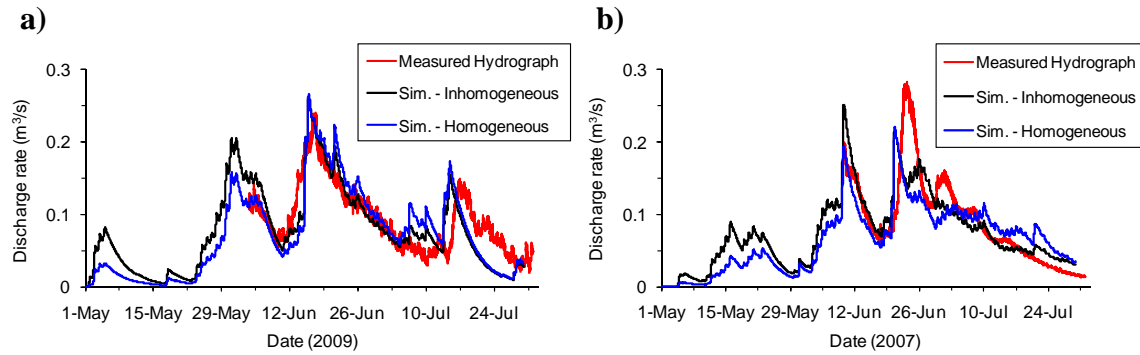 a)
Measured Hydrograph
Sim. - Inhomogeneous
Sim. - Homogeneous
0.3
0.2
0.1
0
Discharge rate (m³/s)
1-May 15-May 29-May 12-Jun 26-Jun 10-Jul 24-Jul
Date (2009)
b)
Measured Hydrograph
Sim. - Inhomogeneous
Sim. - Homogeneous
0.3
0.2
0.1
0
Discharge rate (m³/s)
1-May 15-May 29-May 12-Jun 26-Jun 10-Jul 24-Jul
Date (2007)